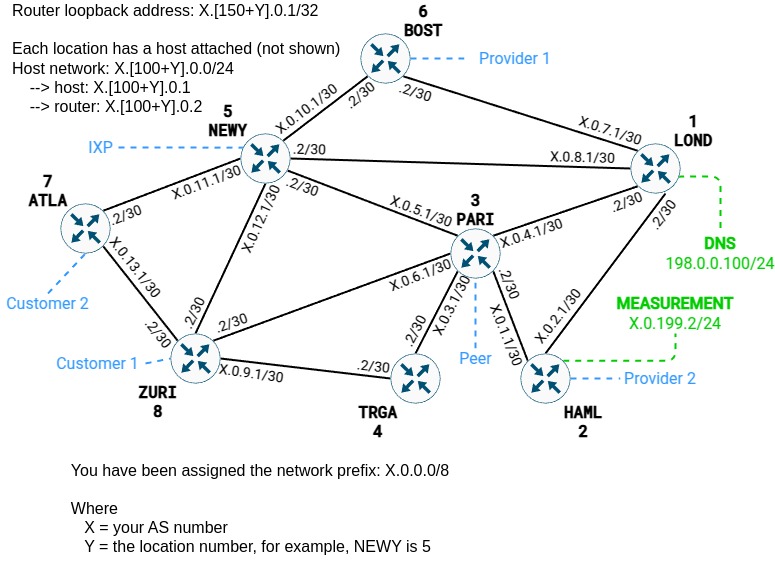 Router loopback address: X.[150+Y].0.1/32
Each location has a host attached (not shown)
Host network: X.[100+Y].0.0/24
--> host: X.[100+Y].0.1
--> router: X.[100+Y].0.2
6
BOST
Provider 1
X.0.10.1/30
.2/30
.2/30
5
NEWY
IXP
.2/30
X.0.7.1/30
1
LOND
X.0.8.1/30
7
ATLA
.2/30
X.0.11.1/30
X.0.12.1/30
.2/30
X.0.5.1/30
3
PARI
X.0.4.1/30
.2/30
.2/30
DNS
198.0.0.100/24
X.0.13.1/30
Customer 2
X.0.6.1/30
X.0.3.1/30
.2/30
X.0.1.1/30
X.0.2.1/30
MEASUREMENT
X.0.199.2/24
.2/30
.2/30
.2/30
.2/30
Customer 1
X.0.9.1/30
.2/30
Peer
Provider 2
ZURI
8
TRGA
4
HAML
2
You have been assigned the network prefix: X.0.0.0/8
Where
X = your AS number
Y = the location number, for example, NEWY is 5